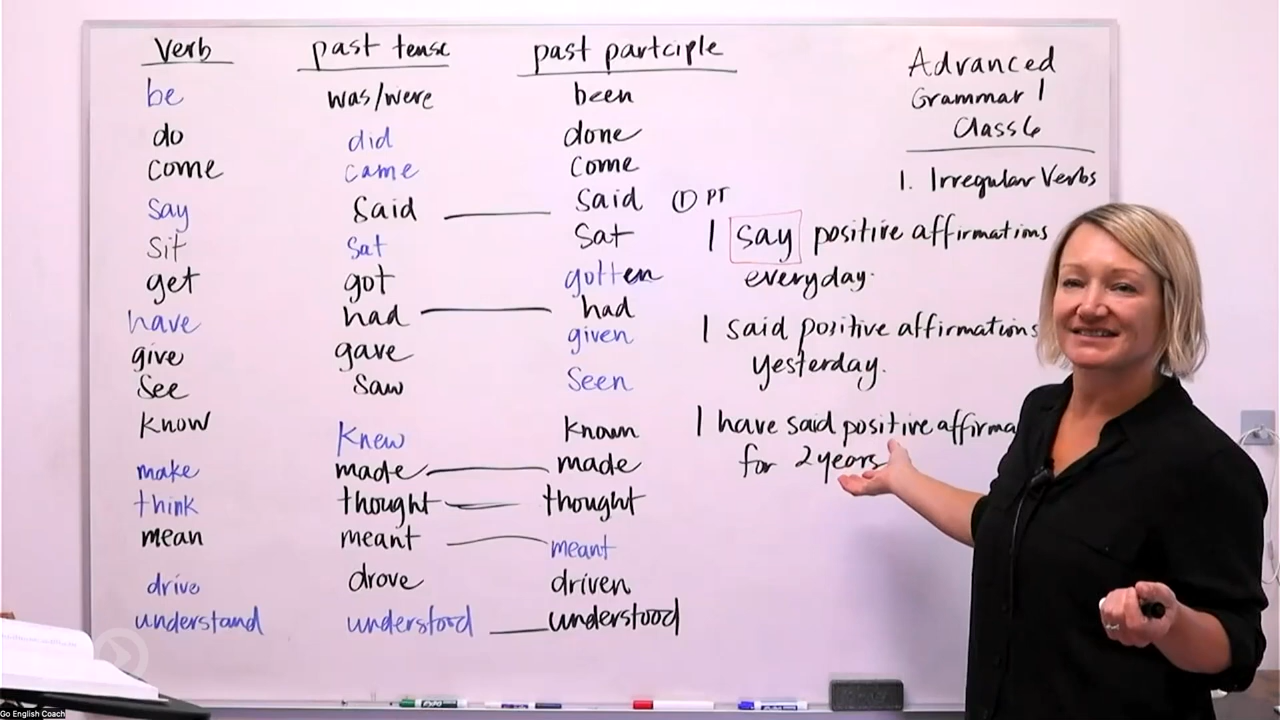 Verb past tense past participle
be was/were been
do did done
come came come
say said said
sit sat sat
get got gotten
have had had
give gave given
see saw seen
know knew known
make made made
think thought thought
mean meant meant
drive drove driven
understand understood understood
Advanced
Grammar 1
Class 6
1. Irregular Verbs
① PT
I say positive affirmations
everyday.
I said positive affirmations
yesterday.
I have said positive affirma
for 2 years
EXPO
Go English Coach